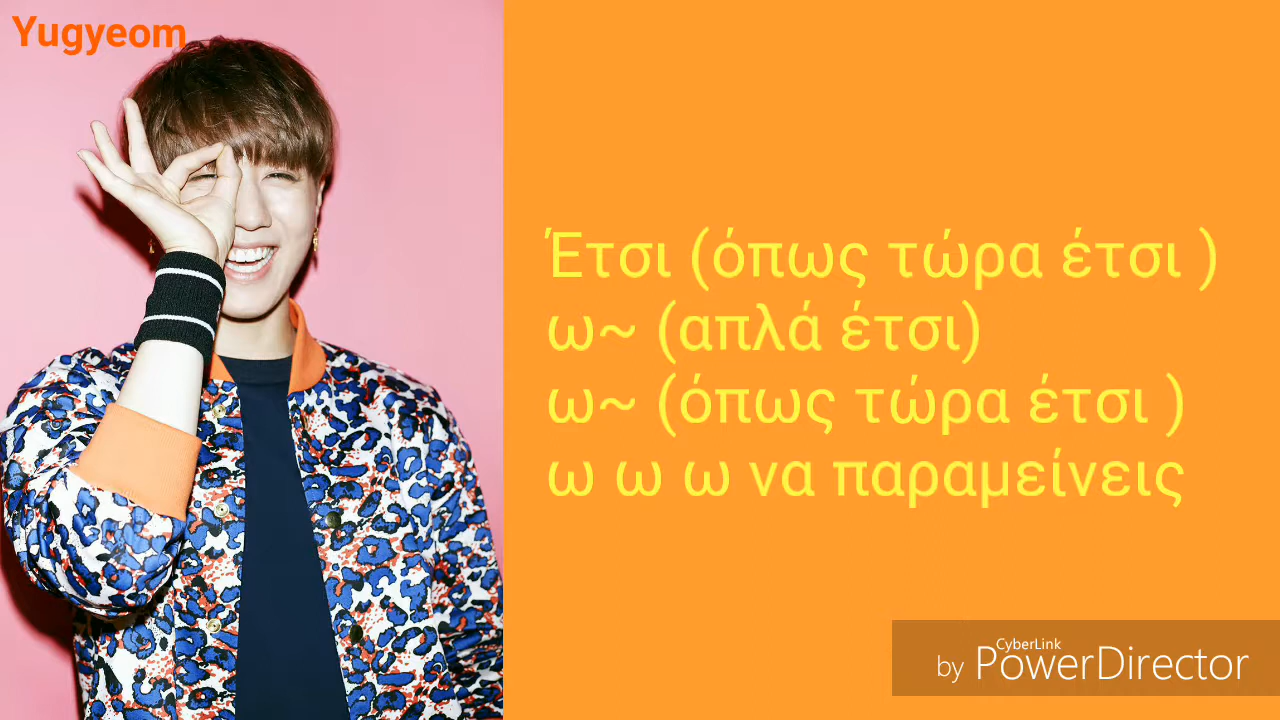 Yugyeom
Έτσι (όπως τώρα έτσι )
ω~ (απλά έτσι)
ω~ (όπως τώρα έτσι )
ω ω ω να παραμείνεις
CyberLink
by PowerDirector